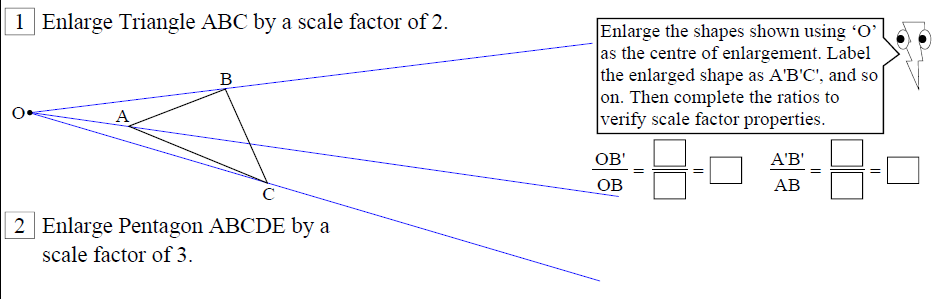 1 Enlarge Triangle ABC by a scale factor of 2.
Enlarge the shapes shown using ‘O’
as the centre of enlargement. Label
the enlarged shape as A'B'C', and so
on. Then complete the ratios to
verify scale factor properties.
B
O
A
C
OB'
OB
=
=
A'B'
AB
=
=
2 Enlarge Pentagon ABCDE by a
scale factor of 3.